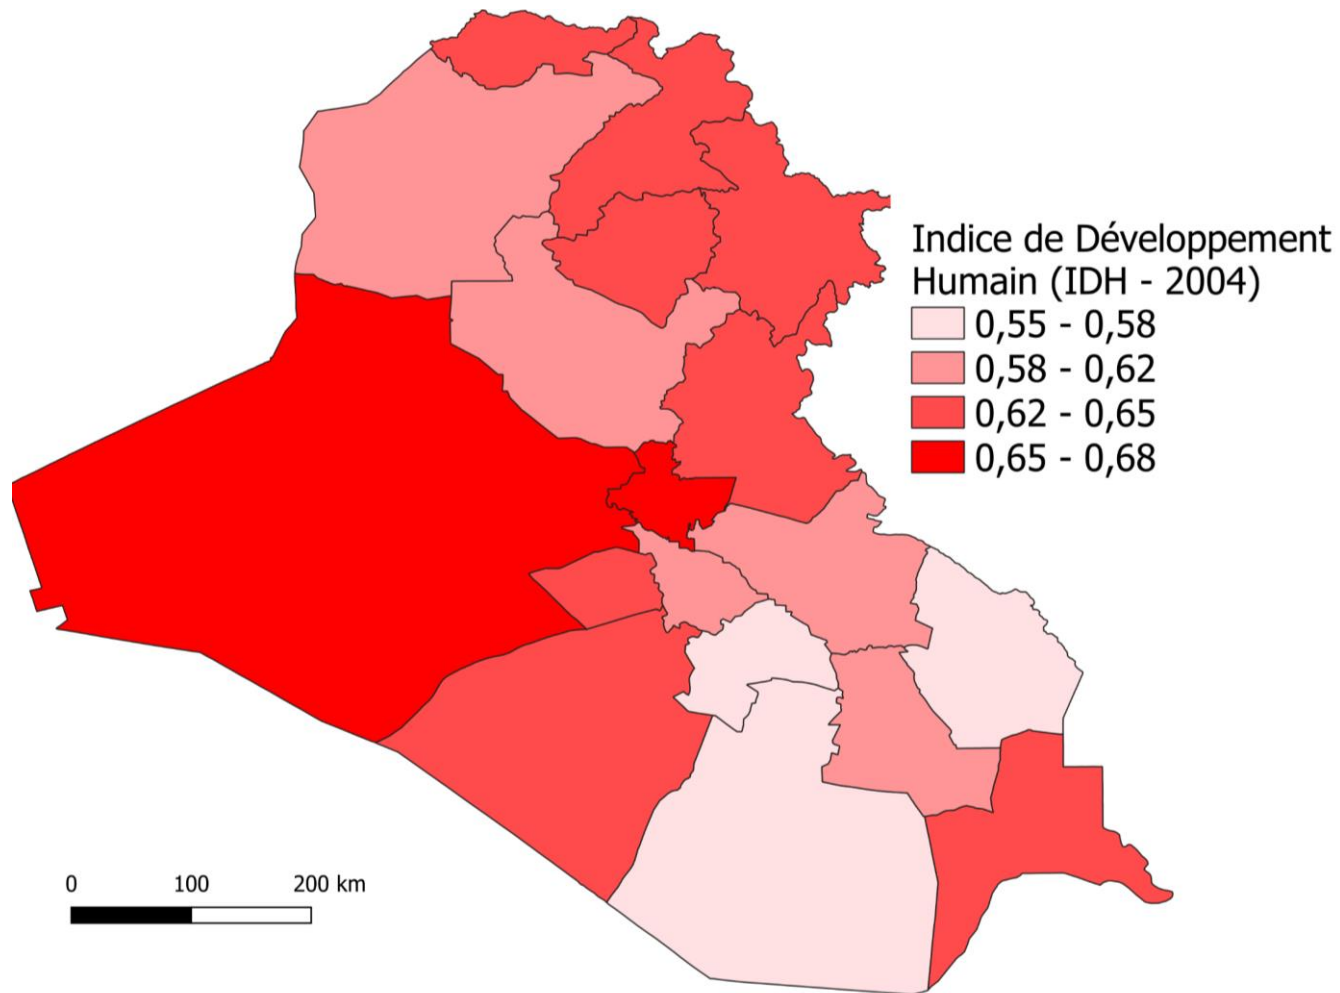 Indice de Développement
Humain (IDH - 2004)
0,55 - 0,58
0,58 - 0,62
0,62 - 0,65
0,65 - 0,68
0 100 200 km